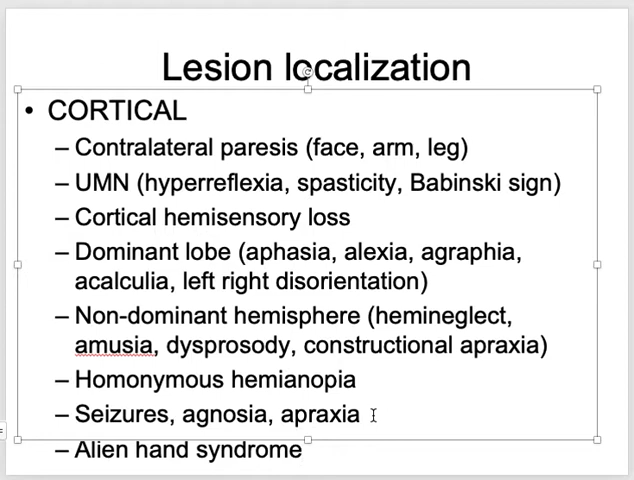 Lesion localization
• CORTICAL
– Contralateral paresis (face, arm, leg)
– UMN (hyperreflexia, spasticity, Babinski sign)
– Cortical hemisensory loss
– Dominant lobe (aphasia, alexia, agraphia,
acalculia, left right disorientation)
– Non-dominant hemisphere (hemineglect,
amusia, dysprosody, constructional apraxia)
– Homonymous hemianopia
– Seizures, agnosia, apraxia
– Alien hand syndrome